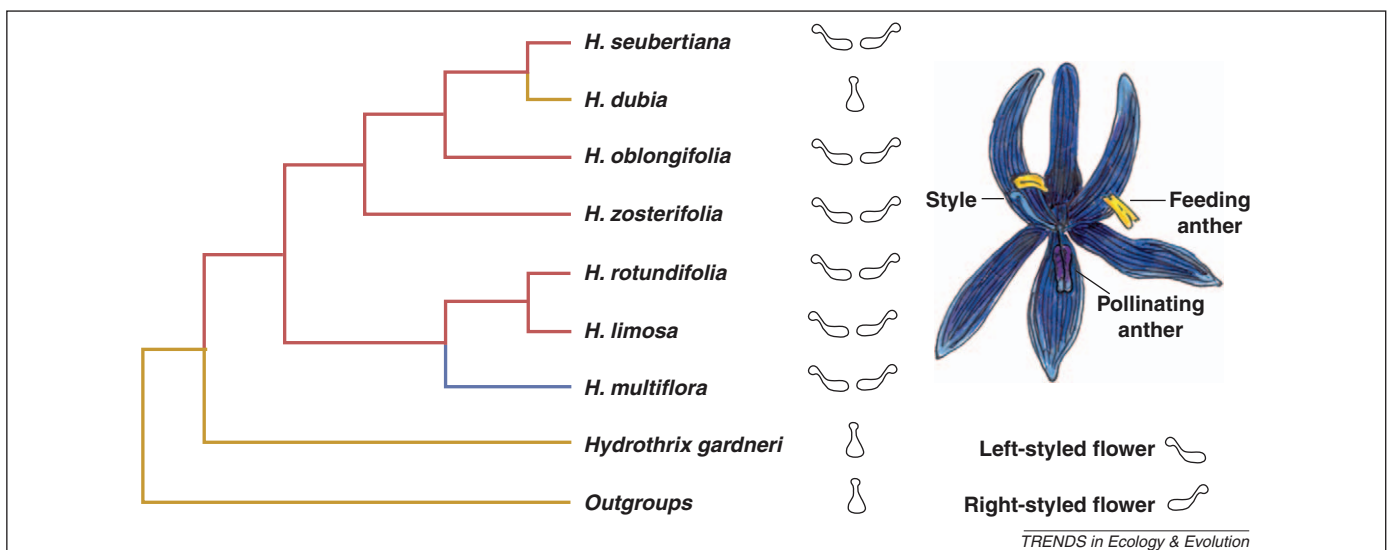 H. seubertiana
H. dubia
H. oblongifolia
H. zosterifolia
H. rotundifolia
H. limosa
H. multiflora
Hydrothrix gardneri
Outgroups
Style
Feeding
anther
Pollinating
anther
Left-styled flower
Right-styled flower
TRENDS in Ecology & Evolution